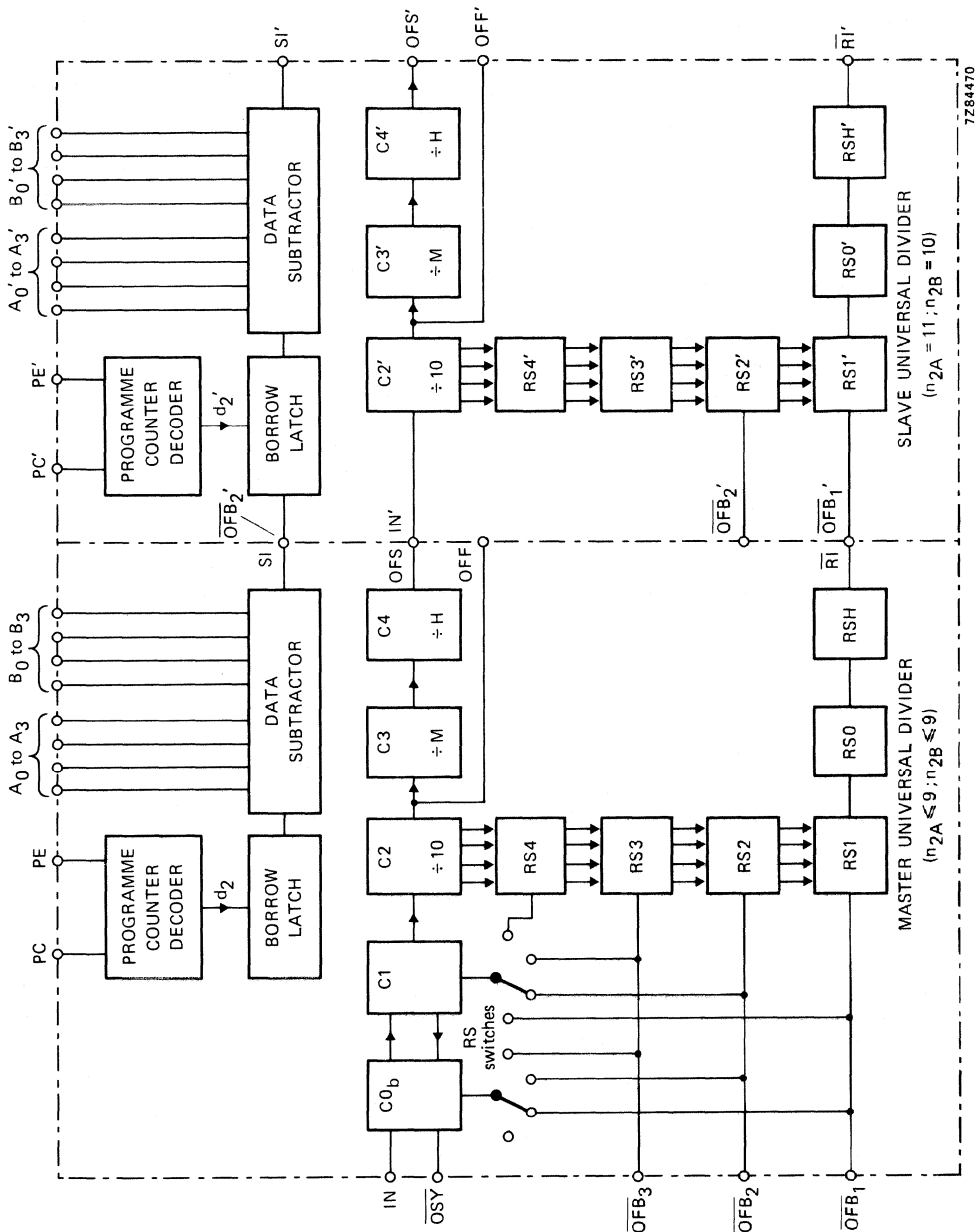 PC
PE
A0 to A3
B0 to B3
PC'
PE'
A0' to A3'
B0' to B3'
PROGRAMME
COUNTER
DECODER
d2
BORROW
LATCH
DATA
SUBTRACTOR
SI
OFB2'
PROGRAMME
COUNTER
DECODER
d2'
BORROW
LATCH
DATA
SUBTRACTOR
SI'
IN
OSY
C0b
C1
C2
÷10
C3
÷M
C4
÷H
OFS
IN'
OFF
C2'
÷10
C3'
÷M
C4'
÷H
OFS'
OFF'
RS
switches
RS4
RS3
RS2
RS1
RS0
RSH
RS4'
RS3'
RS2'
RS1'
RS0'
RSH'
OFB3
OFB2
OFB1
OFB2'
RI
OFB1'
RI'
MASTER UNIVERSAL DIVIDER
(n2A ⩽ 9 ; n2B ⩽ 9)
SLAVE UNIVERSAL DIVIDER
(n2A = 11 ; n2B = 10)
7Z84470